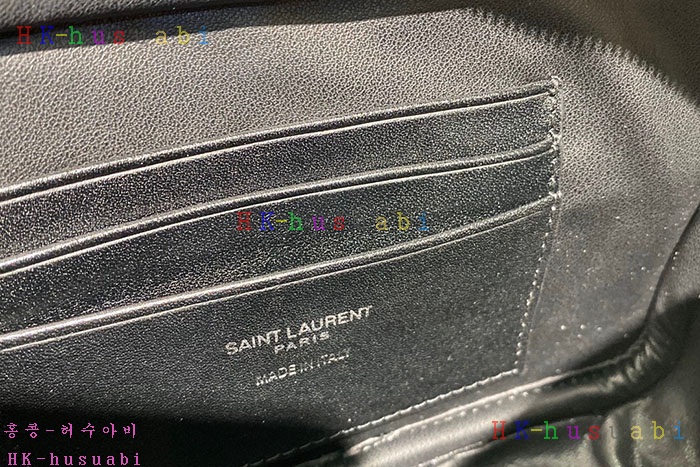 HK-husuabi
HK-husuabi
SAINT LAURENT
PARIS
MADE IN ITALY
HK-husuabi
홍콩-허수아비
HK-husuabi